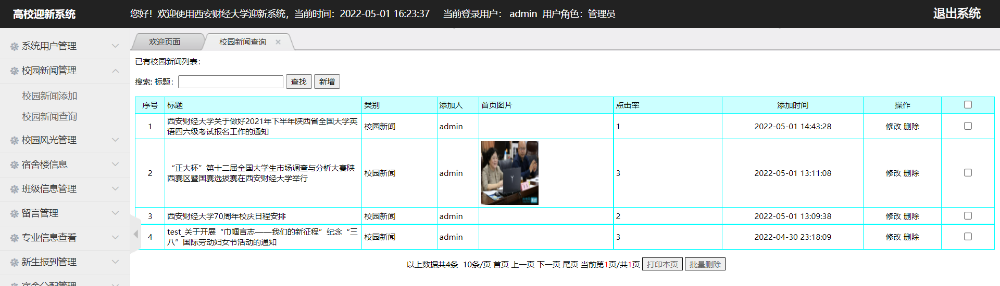 高校迎新系统
您好！欢迎使用西安财经大学迎新系统，当前时间：2022-05-01 16:23:37 当前登录用户： admin 用户角色：管理员
退出系统
系统用户管理
校园新闻管理
校园新闻添加
校园新闻查询
校园风光管理
宿舍楼信息
班级信息管理
留言管理
专业信息查看
新生报到管理
宿舍分配管理
欢迎页面 校园新闻查询
已有校园新闻列表：
搜索: 标题： 查找 新增
序号 标题 类别 添加人 首页图片 点击率 添加时间 操作
1 西安财经大学关于做好2021年下半年陕西省全国大学英语四六级考试报名工作的通知 校园新闻 admin 1 2022-05-01 14:43:28 修改 删除
2 “正大杯”第十二届全国大学生市场调查与分析大赛陕西赛区暨国赛选拔赛在西安财经大学举行 校园新闻 admin 3 2022-05-01 13:11:08 修改 删除
3 西安财经大学70周年校庆日程安排 校园新闻 admin 2 2022-05-01 13:09:38 修改 删除
4 test_关于开展“巾帼言志——我们的新征程”纪念“三八”国际劳动妇女节活动的通知 校园新闻 admin 3 2022-04-30 23:18:09 修改 删除
以上数据共4条 10条/页 首页 上一页 下一页 尾页 当前第1页/共1页 打印本页 批量删除